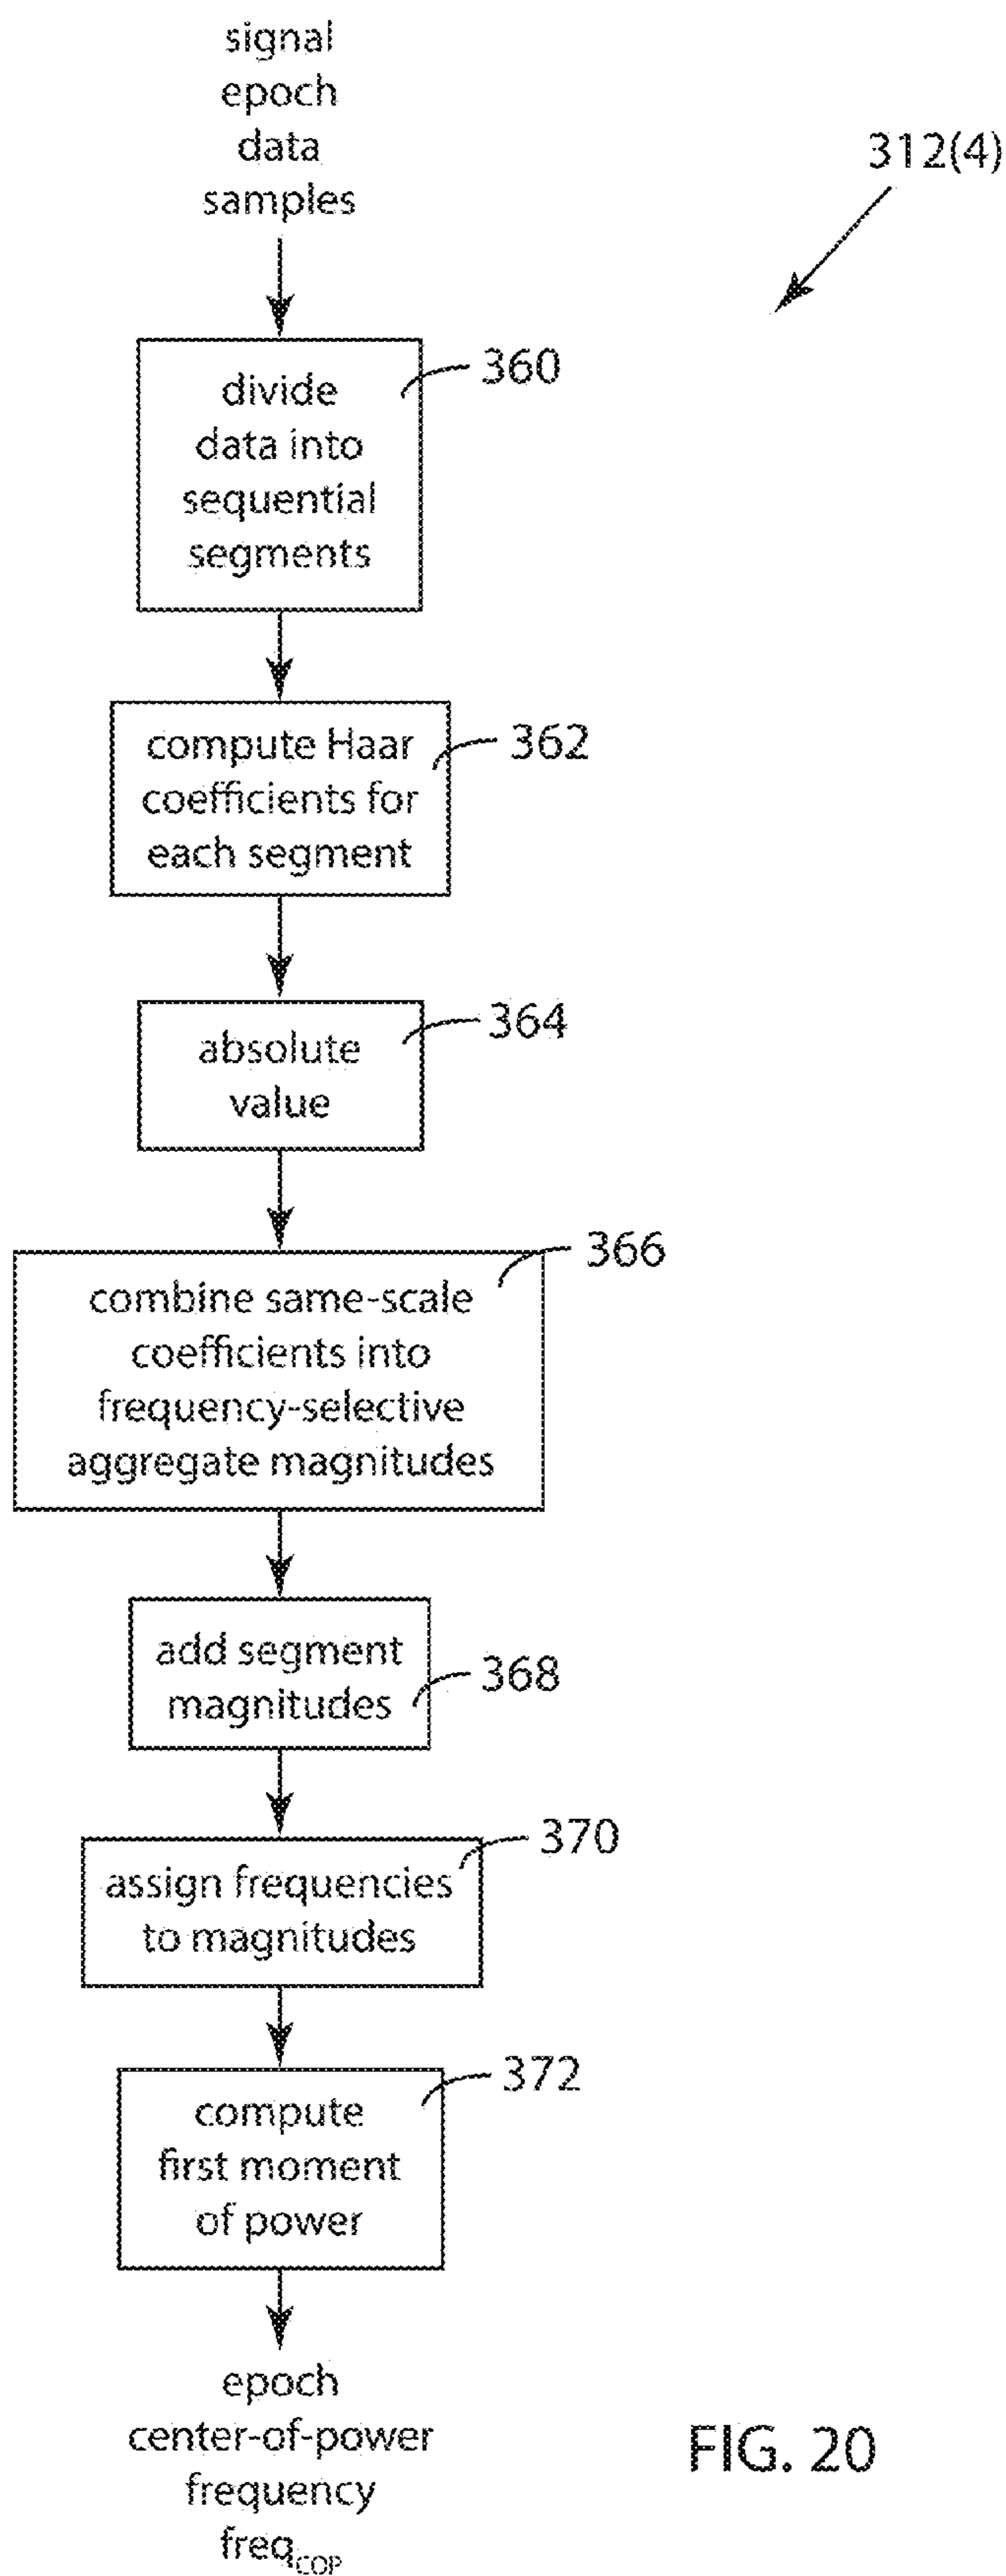 signal
epoch
data
samples
312(4)
divide
data into
sequential
segments
360
compute Haar
coefficients for
each segment
362
absolute
value
364
combine same-scale
coefficients into
frequency-selective
aggregate magnitudes
366
add segment
magnitudes
368
assign frequencies
to magnitudes
370
compute
first moment
of power
372
epoch
center-of-power
frequency
freqCOP
FIG. 20